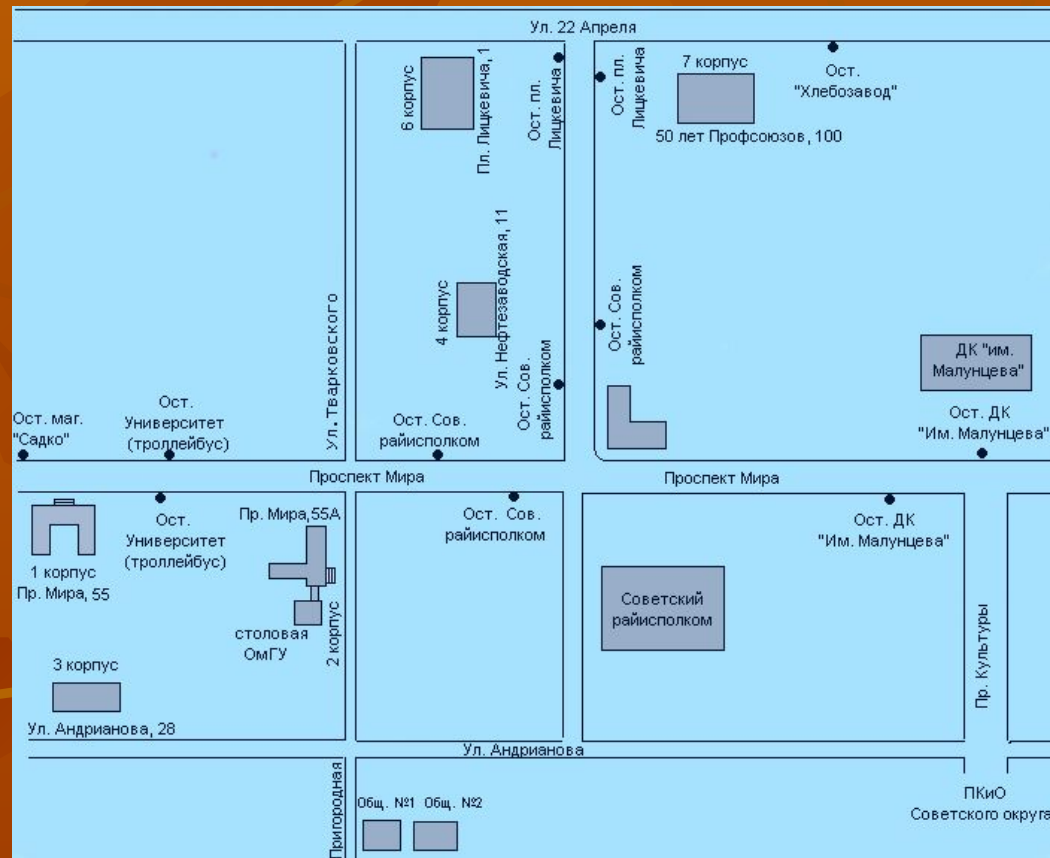 Ул. 22 Апреля
6 корпус
Пл. Лицкевича, 1
Ост. пл.
Лицкевича
Ост. пл.
Лицкевича
7 корпус
50 лет Профсоюзов, 100
Ост.
"Хлебозавод"
Ул. Тварковского
4 корпус
Ул. Нефтезаводская, 11
Ост. Сов.
райисполком
Ост. Сов.
райисполком
ДК "им.
Малунцева"
Ост. маг.
"Садко"
Ост.
Университет
(троллейбус)
Ост. Сов.
райисполком
Ост. ДК
"Им. Малунцева"
Проспект Мира
Проспект Мира
1 корпус
Пр. Мира, 55
Ост.
Университет
(троллейбус)
Пр. Мира,55А
столовая
ОмГУ
2 корпус
Ост. Сов.
райисполком
Ост. ДК
"Им. Малунцева"
Советский
райисполком
Пр. Культуры
3 корпус
Ул. Андрианова, 28
Ул. Андрианова
Пригородная
Общ. №1
Общ. №2
ПКиО
Советского округа